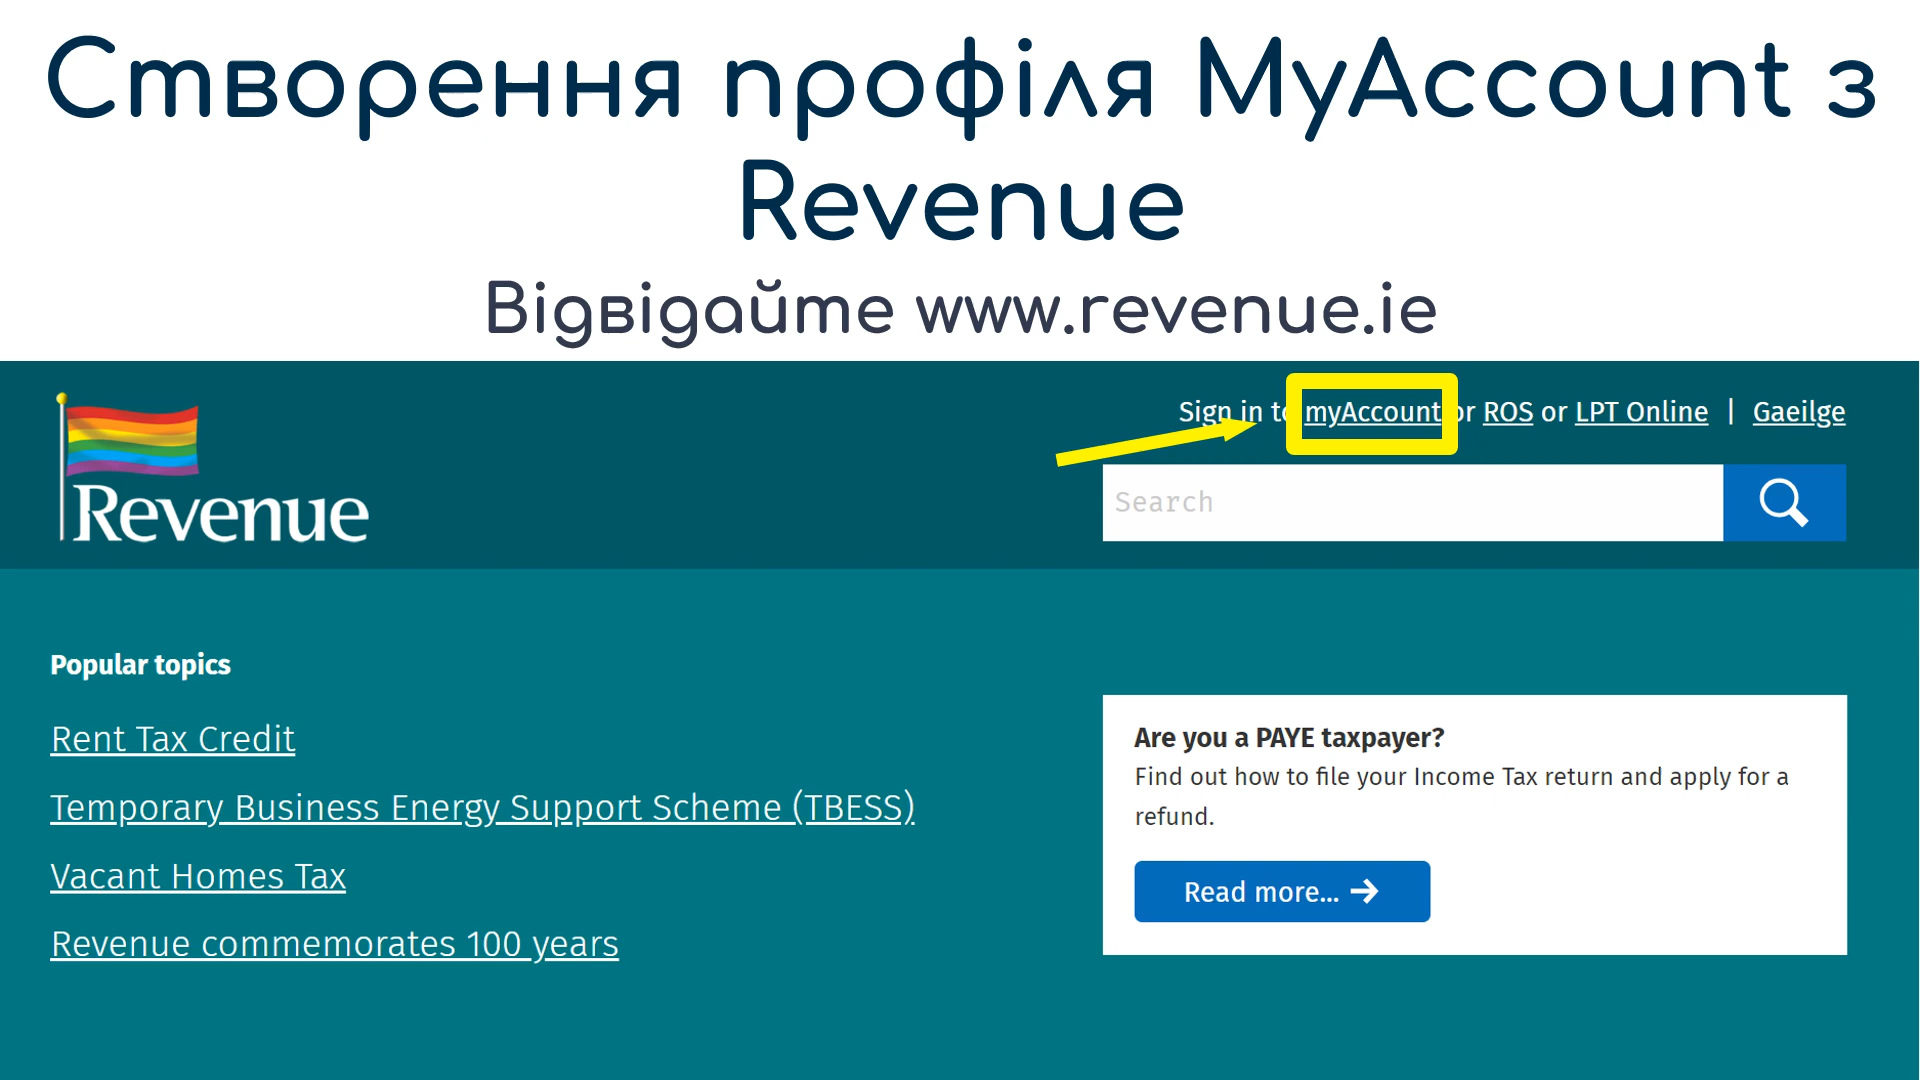 Створення профіля MyAccount з
Revenue
Відвідайте www.revenue.ie
Sign in to myAccount or ROS or LPT Online | Gaeilge
Revenue
Search
Popular topics
Rent Tax Credit
Temporary Business Energy Support Scheme (TBESS)
Vacant Homes Tax
Revenue commemorates 100 years
Are you a PAYE taxpayer?
Find out how to file your Income Tax return and apply for a
refund.
Read more...